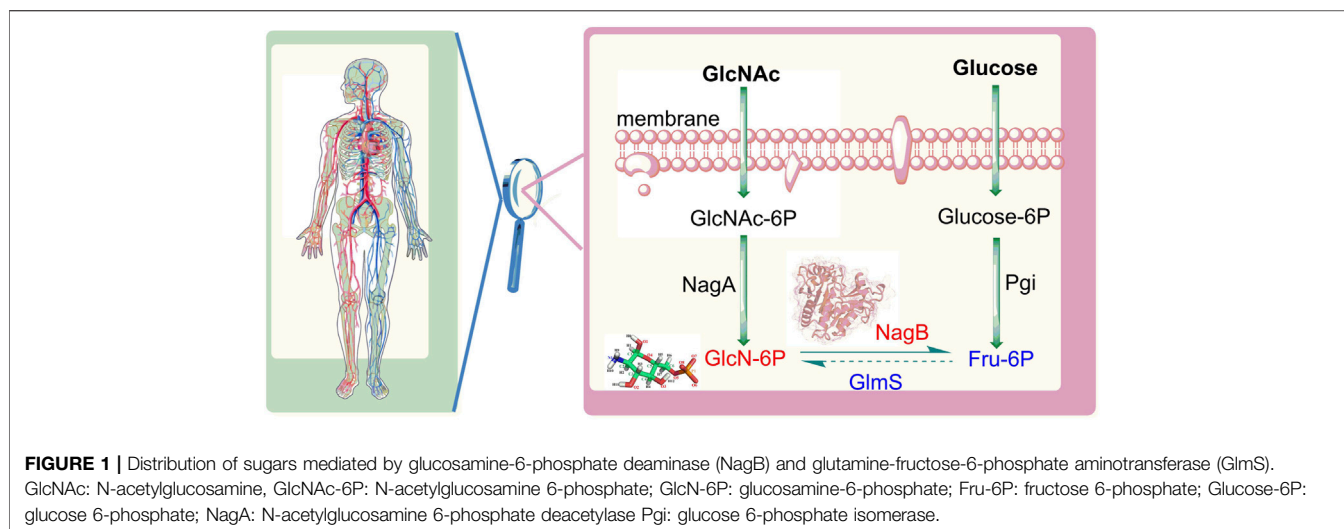 GlcNAc
Glucose
membrane
GlcNAc-6P
Glucose-6P
NagA
Pgi
NagB
GlcN-6P
Fru-6P
GlmS
FIGURE 1 | Distribution of sugars mediated by glucosamine-6-phosphate deaminase (NagB) and glutamine-fructose-6-phosphate aminotransferase (GlmS).
GlcNAc: N-acetylglucosamine, GlcNAc-6P: N-acetylglucosamine 6-phosphate; GlcN-6P: glucosamine-6-phosphate; Fru-6P: fructose 6-phosphate; Glucose-6P:
glucose 6-phosphate; NagA: N-acetylglucosamine 6-phosphate deacetylase Pgi: glucose 6-phosphate isomerase.